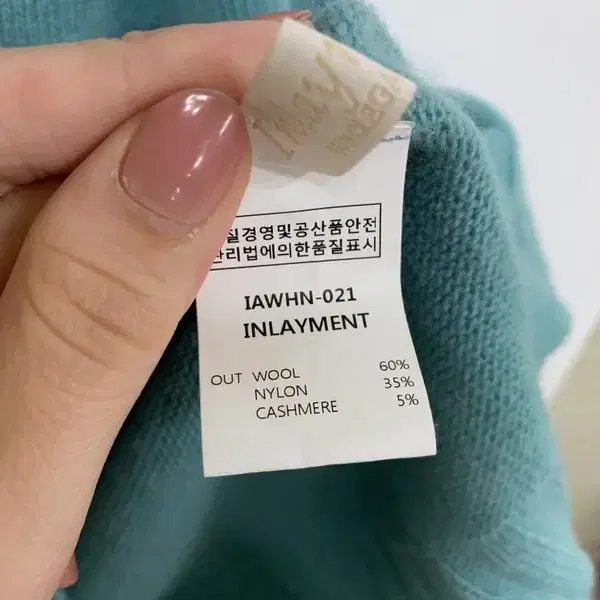 질경영및공산품안전
관리법에의한품질표시
IAWHN-021
INLAYMENT
OUT WOOL 60%
NYLON 35%
CASHMERE 5%